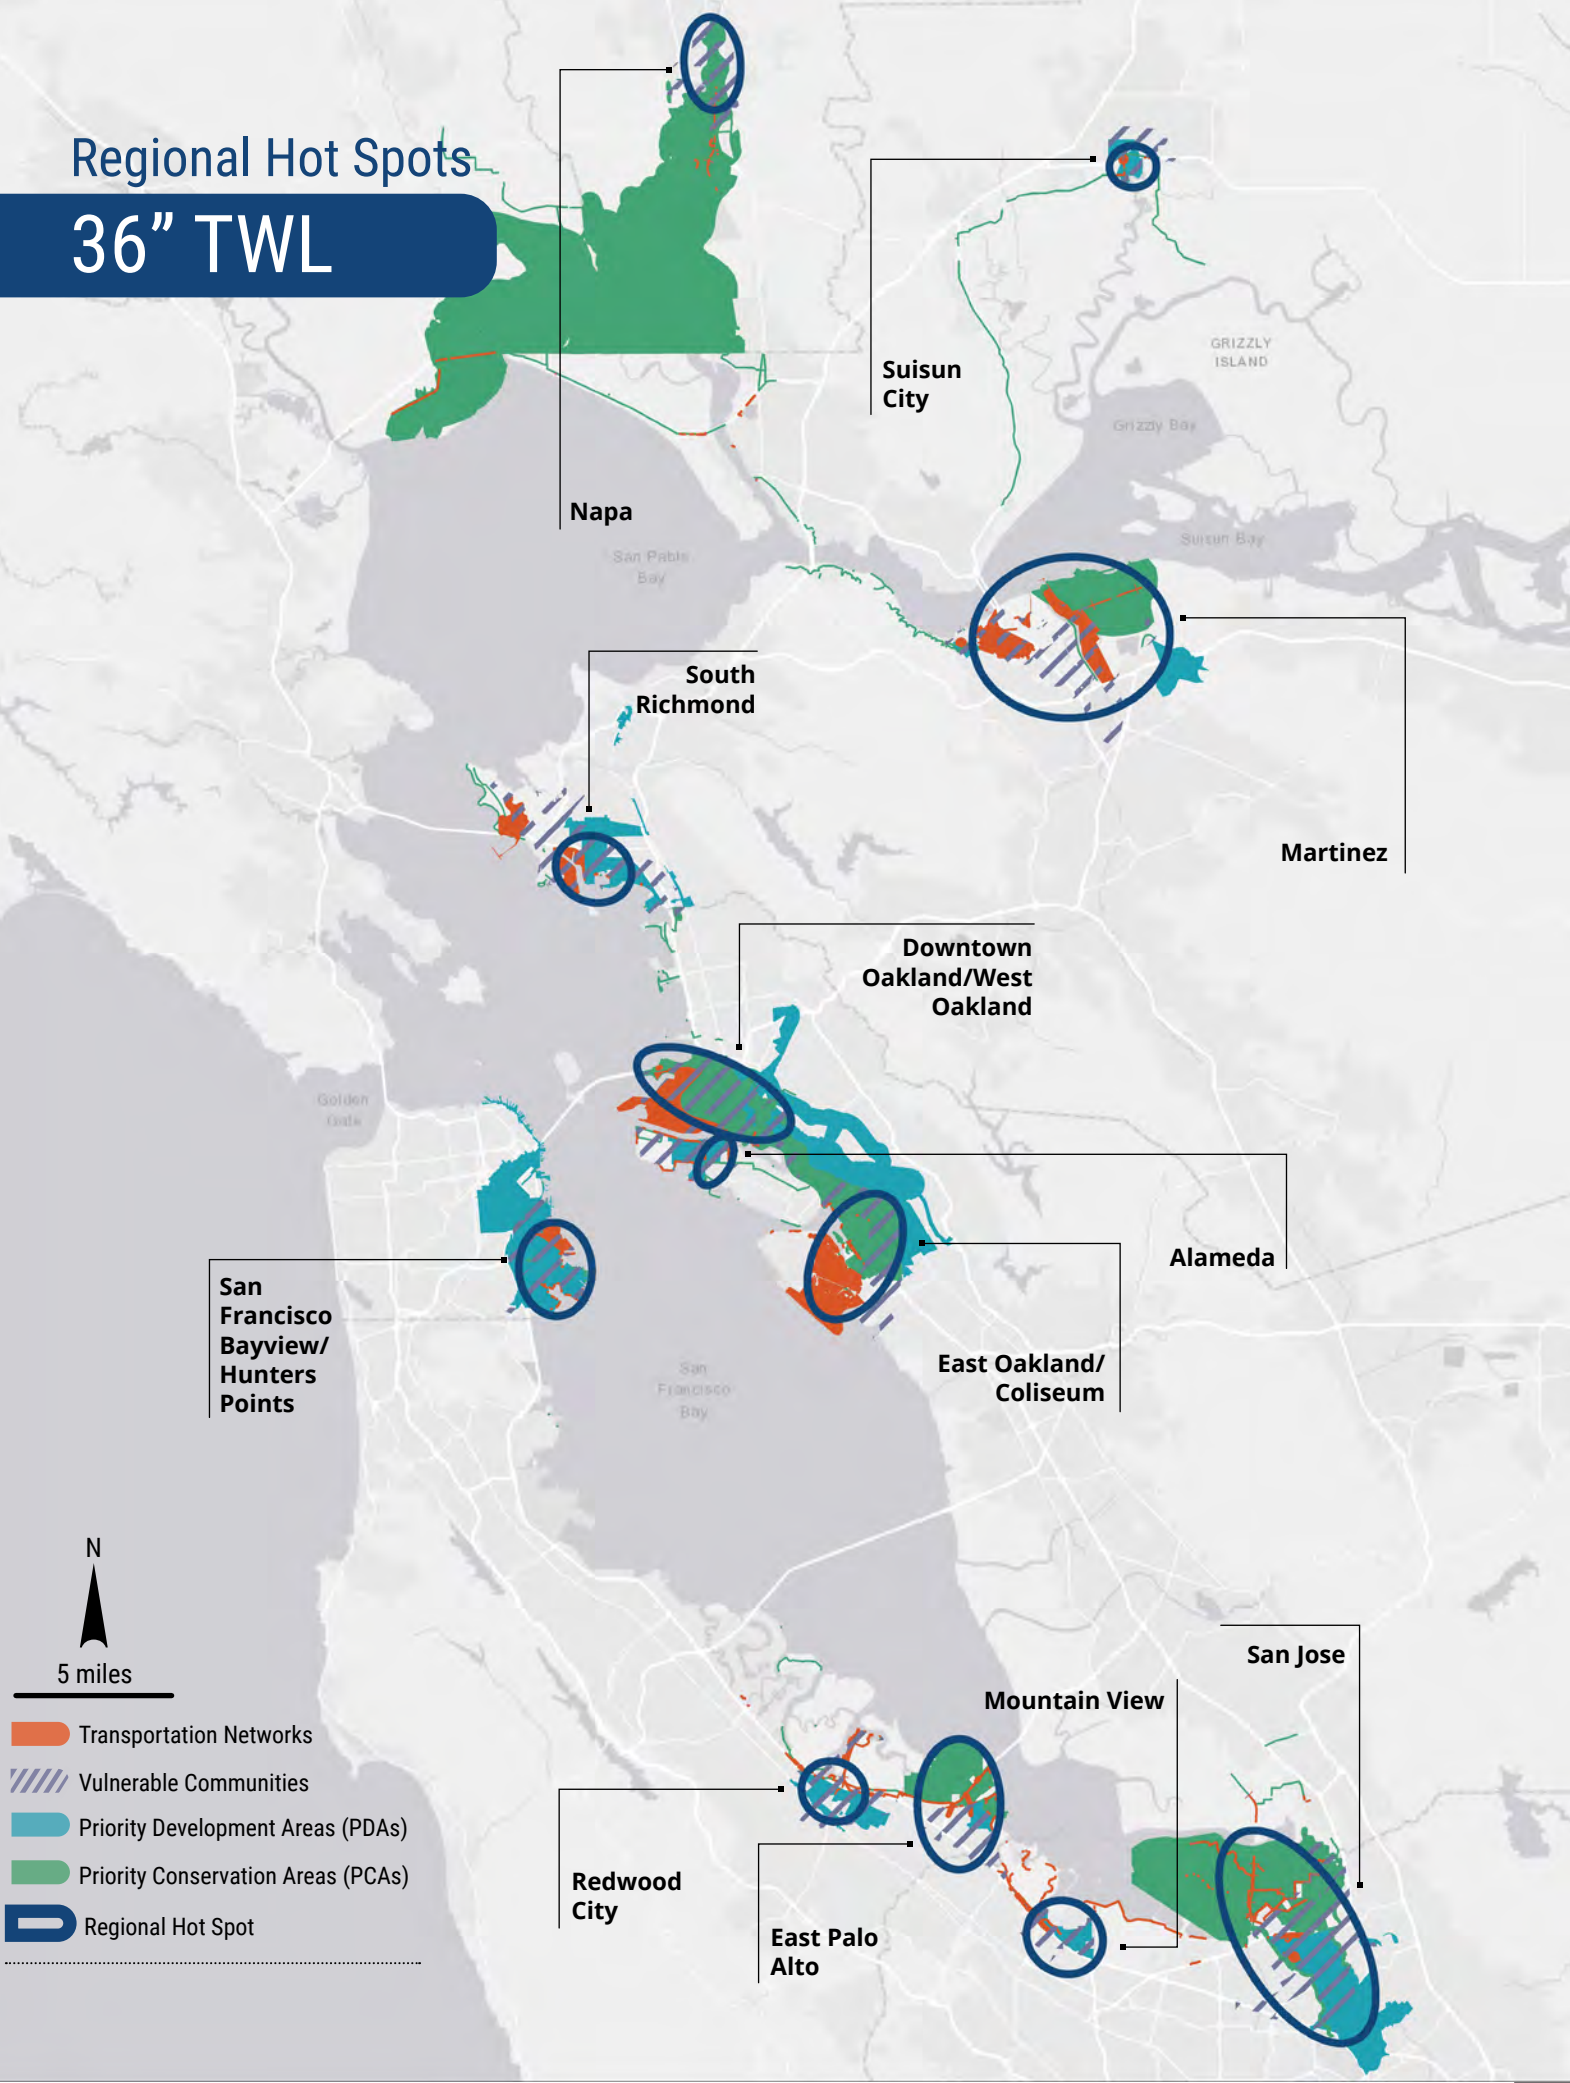 Regional Hot Spots
36” TWL
Suisun
City
GRIZZLY
ISLAND
Grizzly Bay
Napa
Suisun Bay
San Pablo
Bay
South
Richmond
Martinez
Downtown
Oakland/West
Oakland
Golden
Gate
Alameda
San
Francisco
Bayview/
Hunters
Points
East Oakland/
Coliseum
San
Francisco
Bay
N
5 miles
San Jose
Mountain View
Redwood
City
East Palo
Alto
Transportation Networks
Vulnerable Communities
Priority Development Areas (PDAs)
Priority Conservation Areas (PCAs)
Regional Hot Spot